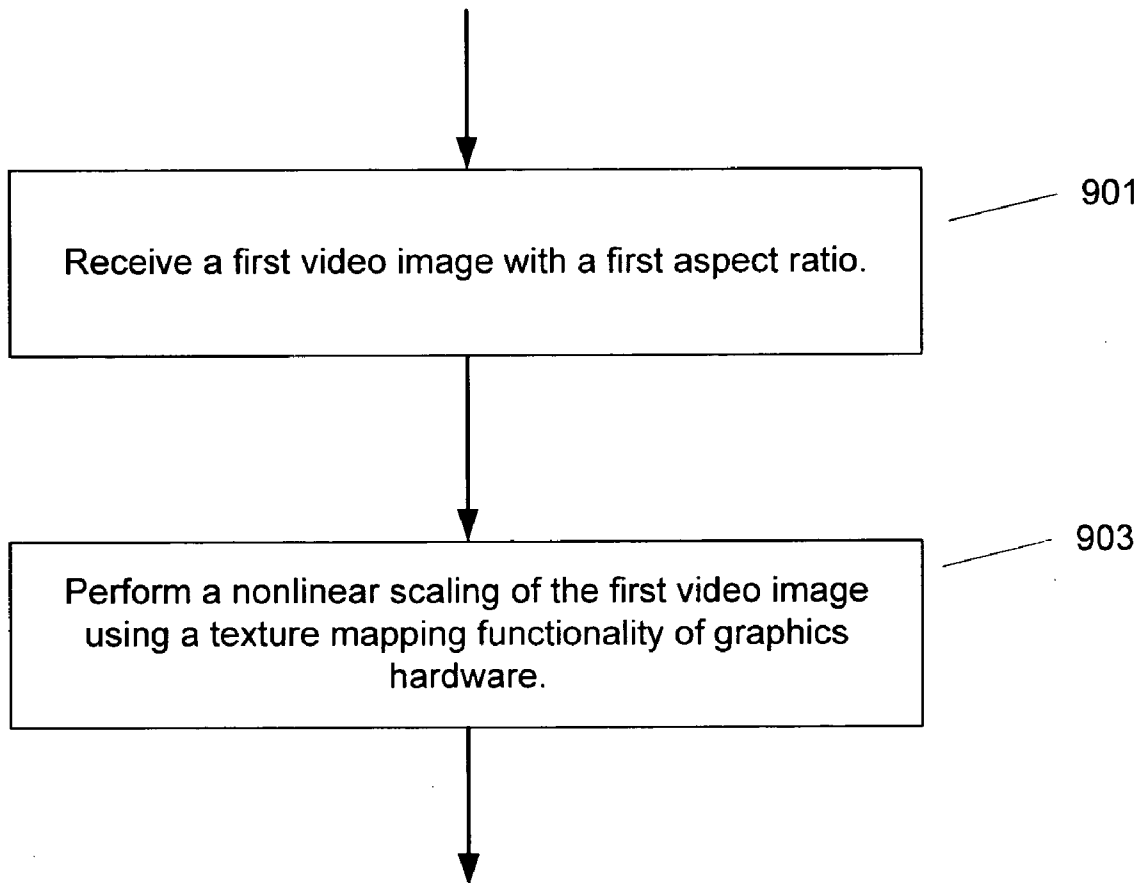 901
Receive a first video image with a first aspect ratio.
903
Perform a nonlinear scaling of the first video image
using a texture mapping functionality of graphics
hardware.